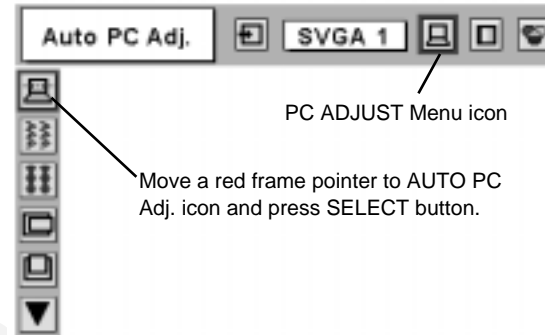 Auto PC Adj.
SVGA 1
PC ADJUST Menu icon
Move a red frame pointer to AUTO PC
Adj. icon and press SELECT button.